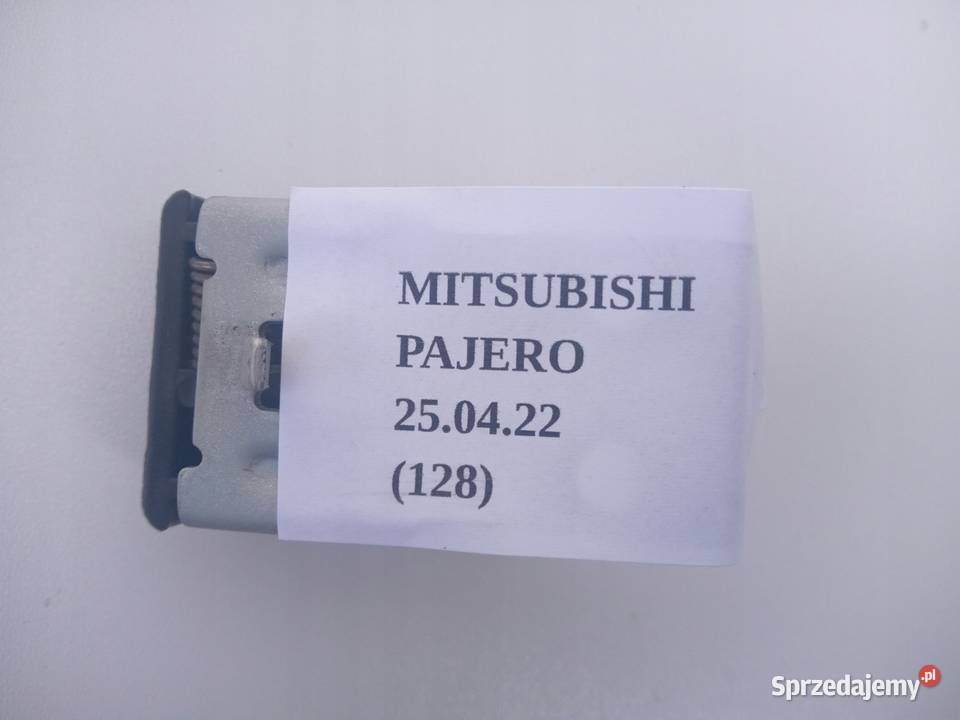 MITSUBISHI
PAJERO
25.04.22
(128)
Sprzedajemy.pl